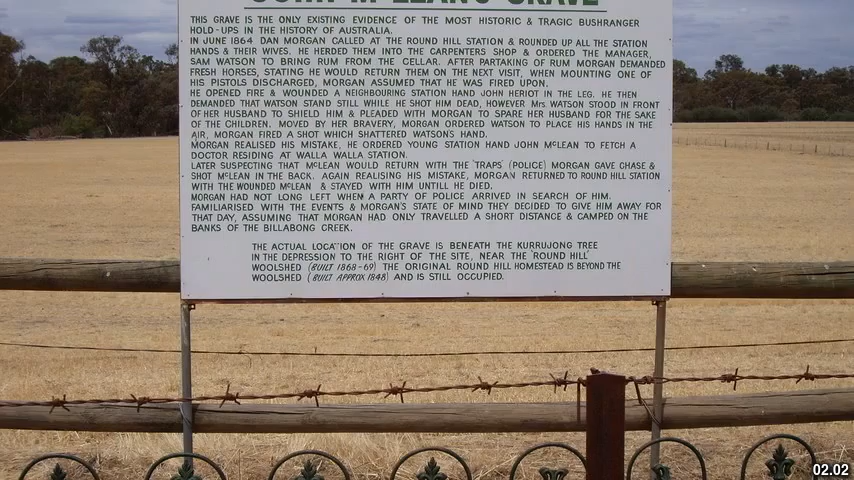 THIS GRAVE IS THE ONLY EXISTING EVIDENCE OF THE MOST HISTORIC & TRAGIC BUSHRANGER
HOLD-UPS IN THE HISTORY OF AUSTRALIA.
IN JUNE 1864 DAN MORGAN CALLED AT THE ROUND HILL STATION & ROUNDED UP ALL THE STATION
HANDS & THEIR WIVES. HE HERDED THEM INTO THE CARPENTERS SHOP & ORDERED THE MANAGER,
SAM WATSON TO BRING RUM FROM THE CELLAR. AFTER PARTAKING OF RUM MORGAN DEMANDED
FRESH HORSES, STATING HE WOULD RETURN THEM ON THE NEXT VISIT, WHEN MOUNTING ONE OF
HIS PISTOLS DISCHARGED, MORGAN ASSUMED THAT HE WAS FIRED UPON.
HE OPENED FIRE & WOUNDED A NEIGHBOURING STATION HAND JOHN HERIOT IN THE LEG. HE THEN
DEMANDED THAT WATSON STAND STILL WHILE HE SHOT HIM DEAD, HOWEVER Mrs WATSON STOOD IN FRONT
OF HER HUSBAND TO SHIELD HIM & PLEADED WITH MORGAN TO SPARE HER HUSBAND FOR THE SAKE
OF THE CHILDREN. MOVED BY HER BRAVERY, MORGAN ORDERED WATSON TO PLACE HIS HANDS IN THE
AIR, MORGAN FIRED A SHOT WHICH SHATTERED WATSON'S HAND.
MORGAN REALISED HIS MISTAKE, HE ORDERED YOUNG STATION HAND JOHN McLEAN TO FETCH A
DOCTOR RESIDING AT WALLA WALLA STATION.
LATER SUSPECTING THAT McLEAN WOULD RETURN WITH THE 'TRAPS' (POLICE) MORGAN GAVE CHASE &
SHOT McLEAN IN THE BACK. AGAIN REALISING HIS MISTAKE, MORGAN RETURNED TO ROUND HILL STATION
WITH THE WOUNDED McLEAN & STAYED WITH HIM UNTILL HE DIED.
MORGAN HAD NOT LONG LEFT WHEN A PARTY OF POLICE ARRIVED IN SEARCH OF HIM.
FAMILIARISED WITH THE EVENTS & MORGAN'S STATE OF MIND THEY DECIDED TO GIVE HIM AWAY FOR
THAT DAY, ASSUMING THAT MORGAN HAD ONLY TRAVELLED A SHORT DISTANCE & CAMPED ON THE
BANKS OF THE BILLABONG CREEK.
THE ACTUAL LOCATION OF THE GRAVE IS BENEATH THE KURRUJONG TREE
IN THE DEPRESSION TO THE RIGHT OF THE SITE, NEAR THE 'ROUND HILL'
WOOLSHED (BUILT 1868-69) THE ORIGINAL ROUND HILL HOMESTEAD IS BEYOND THE
WOOLSHED (BUILT APPROX 1848) AND IS STILL OCCUPIED.
02.02